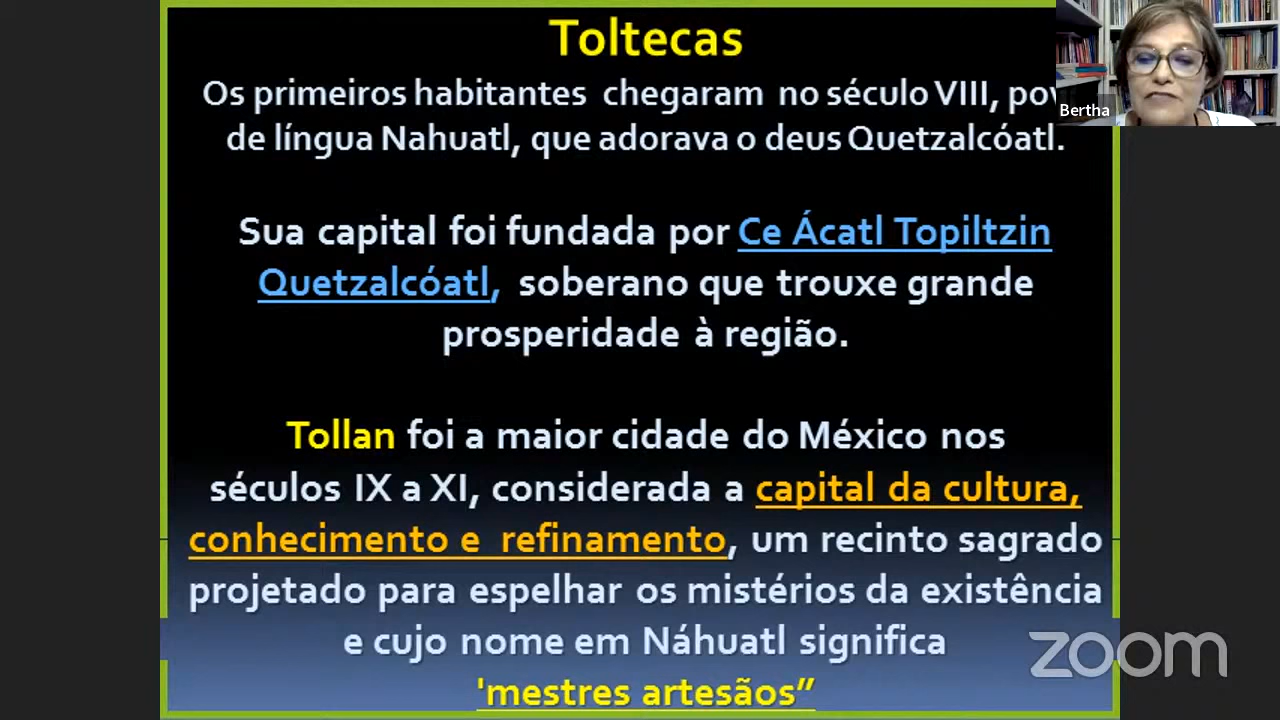 Toltecas
Os primeiros habitantes chegaram no século VIII,
de língua Nahuatl, que adorava o deus Quetzalcóatl.
Sua capital foi fundada por Ce Ácatl Topiltzin
Quetzalcóatl, soberano que trouxe grande
prosperidade à região.
Tollan foi a maior cidade do México nos
séculos IX a XI, considerada a capital da cultura,
conhecimento e refinamento, um recinto sagrado
projetado para espelhar os mistérios da existência
e cujo nome em Náhuatl significa
'mestres artesãos”
Bertha
zoom